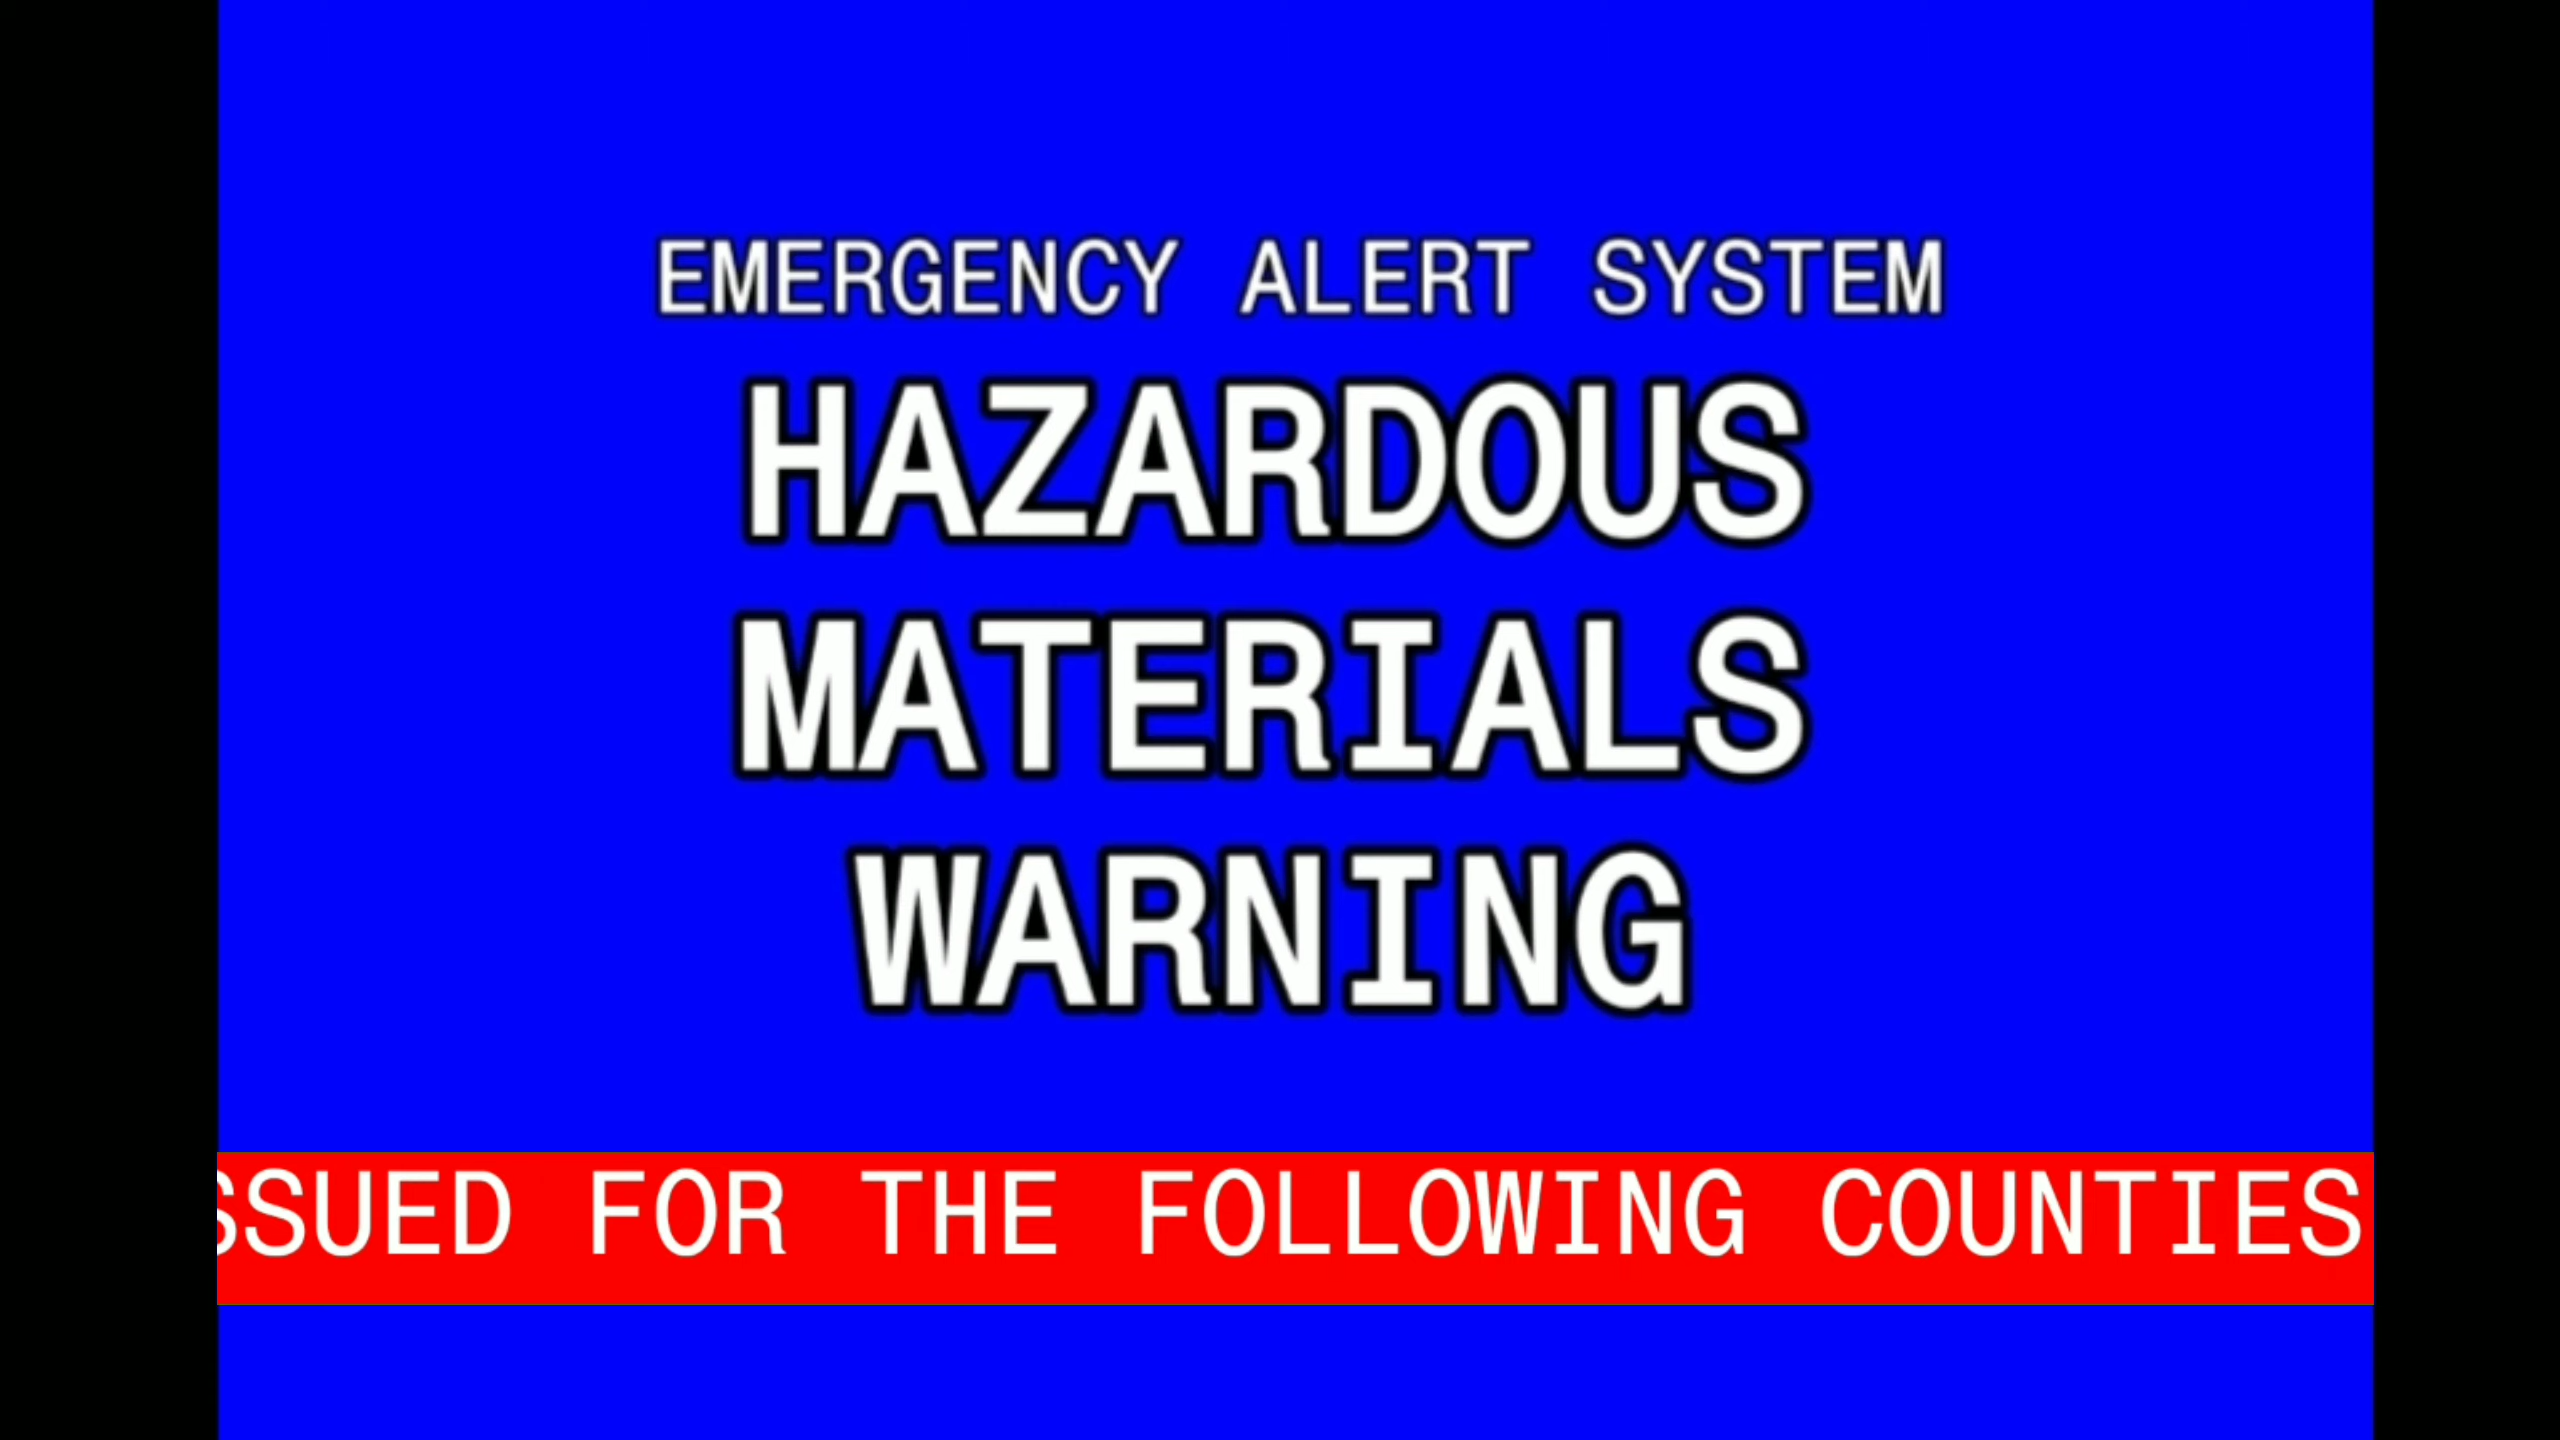 EMERGENCY ALERT SYSTEM
HAZARDOUS
MATERIALS
WARNING
SSUED FOR THE FOLLOWING COUNTIES